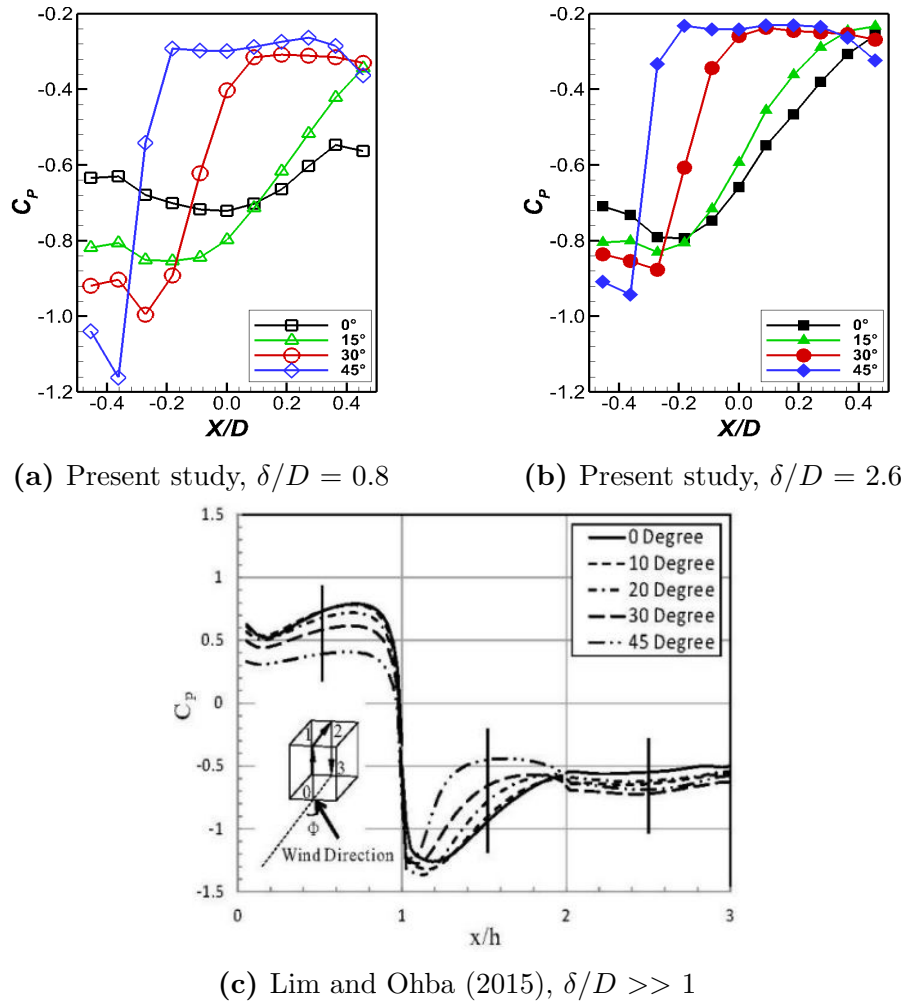 -0.2
-0.4
-0.6
-0.8
-1.0
-1.2
C_P
-0.4 -0.2 0.0 0.2 0.4
X/D
0°
15°
30°
45°
-0.2
-0.4
-0.6
-0.8
-1.0
-1.2
C_P
-0.4 -0.2 0.0 0.2 0.4
X/D
0°
15°
30°
45°
(a) Present study, δ/D = 0.8
(b) Present study, δ/D = 2.6
1.5
1
0.5
0
-0.5
-1
-1.5
C_p
0 Degree
10 Degree
20 Degree
30 Degree
45 Degree
1
2
3
0
Φ
Wind Direction
0 1 2 3
x/h
(c) Lim and Ohba (2015), δ/D >> 1